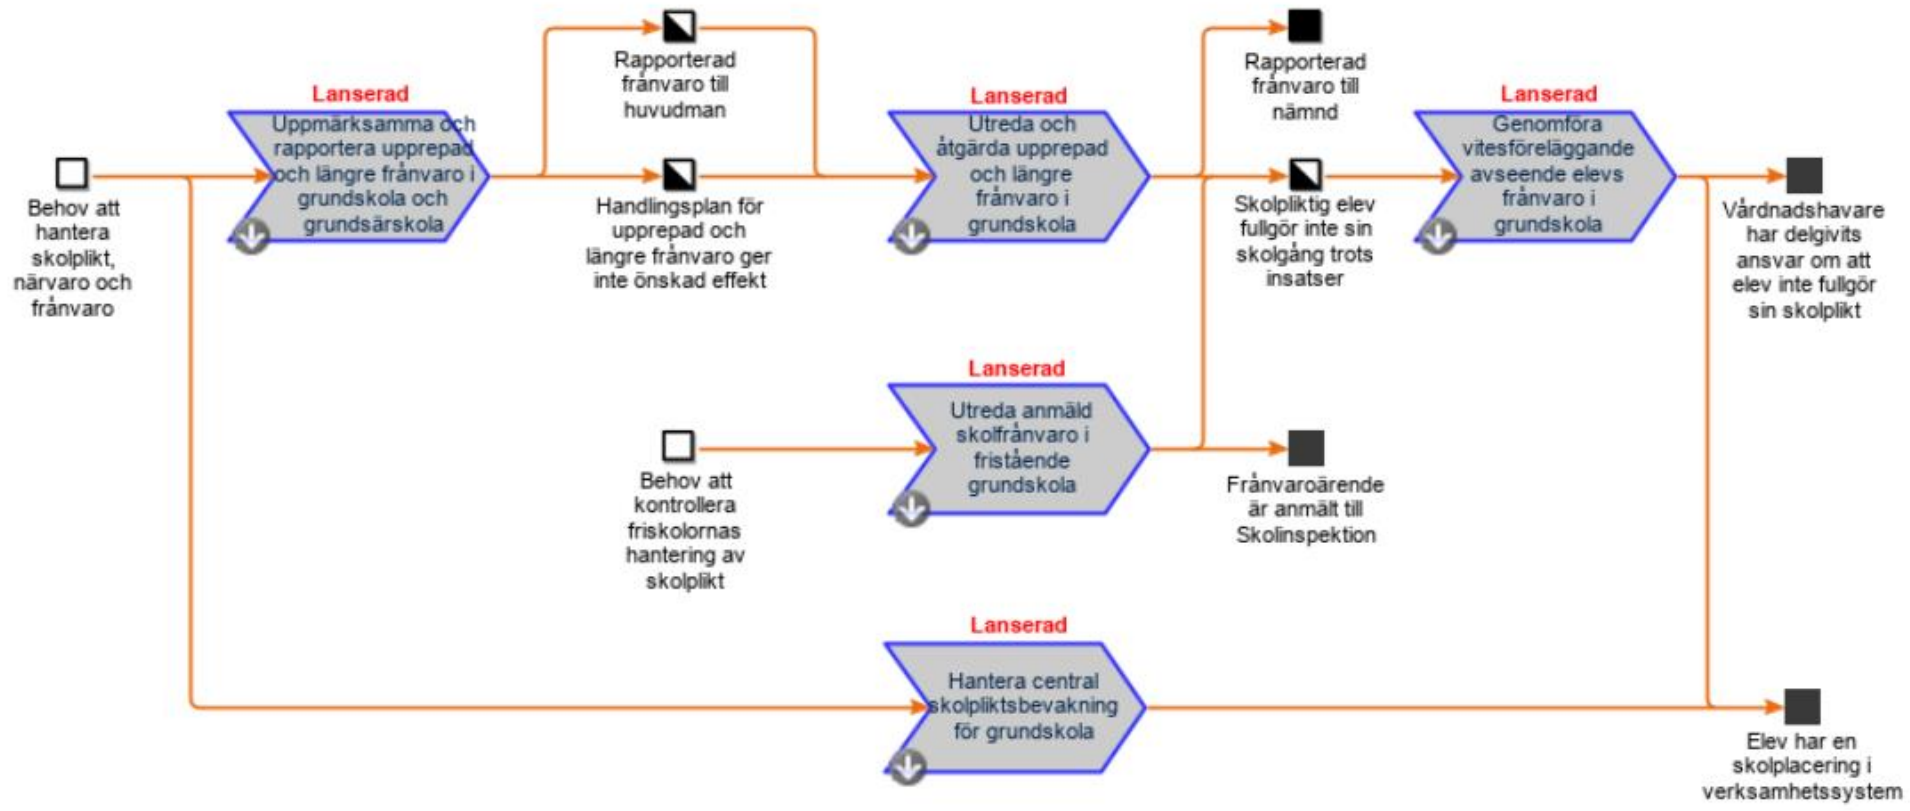 Rapporterad
frånvaro till
huvudman
Rapporterad
frånvaro till
nämnd
Lanserad
Uppmärksamma och
rapportera upprepad
och längre frånvaro i
grundskola och
grundsärskola
Lanserad
Utreda och
åtgärda upprepad
och längre
frånvaro i
grundskola
Lanserad
Genomföra
vitesföreläggande
avseende elevs
frånvaro i
grundskola
Behov att
hantera
skolplikt,
närvaro och
frånvaro
Handlingsplan för
upprepad och
längre frånvaro ger
inte önskad effekt
Skolpliktig elev
fullgör inte sin
skolgång trots
insatser
Vårdnadshavare
har delgivits
ansvar om att
elev inte fullgör
sin skolplikt
Lanserad
Utreda anmäld
skolfrånvaro i
fristående
grundskola
Behov att
kontrollera
friskolornas
hantering av
skolplikt
Frånvaroärende
är anmält till
Skolinspektion
Lanserad
Hantera central
skolpliktsbevakning
för grundskola
Elev har en
skolplacering i
verksamhetssystem